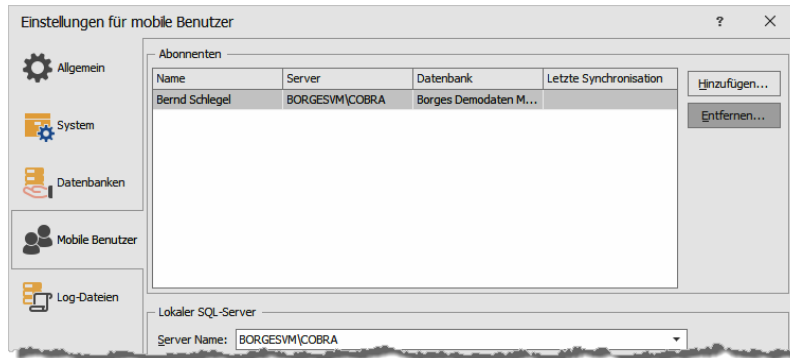 Einstellungen für mobile Benutzer ? ×
Allgemein
System
Datenbanken
Mobile Benutzer
Log-Dateien
Abonnenten
Name Server Datenbank Letzte Synchronisation
Bernd Schlegel BORGESVM\COBRA Borges Demodaten M...
Hinzufügen...
Entfernen...
Lokaler SQL-Server
Server Name: BORGESVM\COBRA